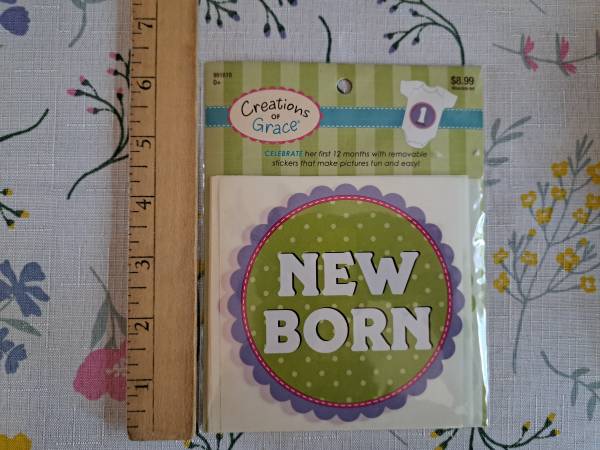 991870
$8.99
Creations
OF
Grace
1
CELEBRATE her first 12 months with removable
stickers that make pictures fun and easy!
NEW
BORN
7
6
5
4
3
2
1